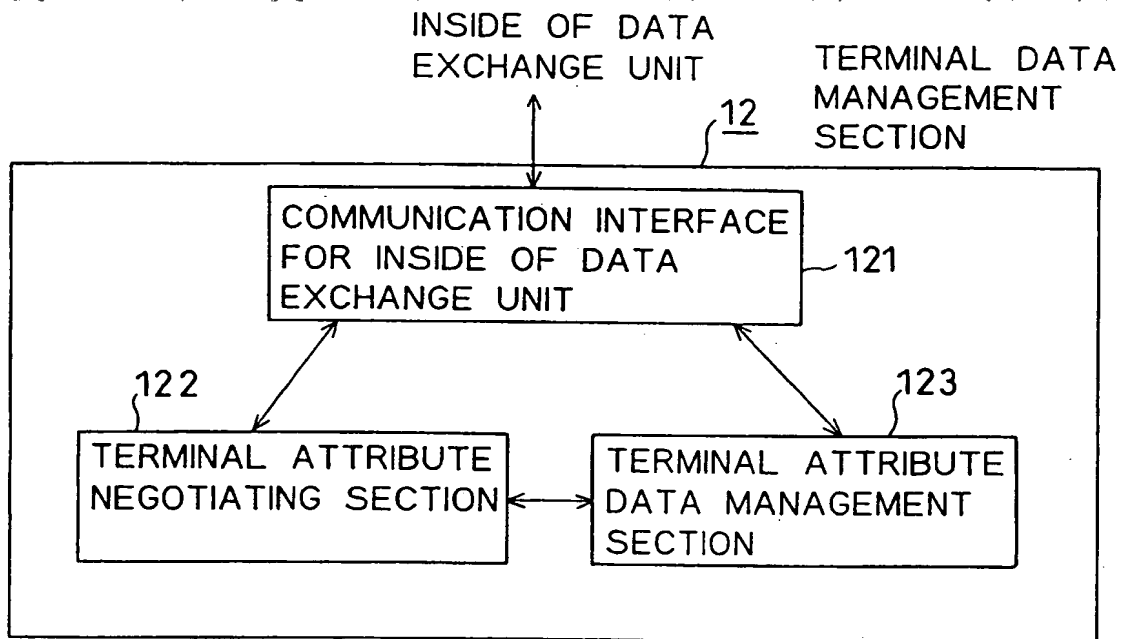 INSIDE OF DATA
EXCHANGE UNIT
TERMINAL DATA
MANAGEMENT
SECTION
12
COMMUNICATION INTERFACE
FOR INSIDE OF DATA
EXCHANGE UNIT
121
122
TERMINAL ATTRIBUTE
NEGOTIATING SECTION
123
TERMINAL ATTRIBUTE
DATA MANAGEMENT
SECTION